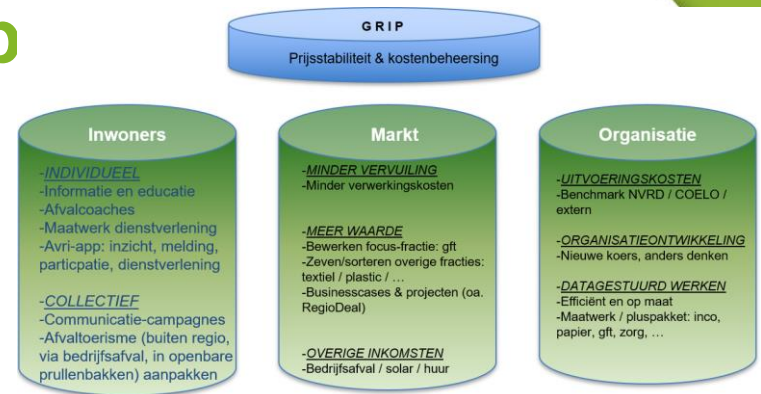 G R I P
Prijsstabiliteit & kostenbeheersing
Inwoners
-INDIVIDUEEL
-Informatie en educatie
-Afvalcoaches
-Maatwerk dienstverlening
-Avri-app: inzicht, melding,
particpatie, dienstverlening
-COLLECTIEF
-Communicatie-campagnes
-Afvaltoerisme (buiten regio,
via bedrijfsafval, in openbare
prullenbakken) aanpakken
Markt
-MINDER VERVUILING
-Minder verwerkingskosten
-MEER WAARDE
-Bewerken focus-fractie: gft
-Zeven/sorteren overige fracties:
textiel / plastic / …
-Businesscases & projecten (oa.
RegioDeal)
-OVERIGE INKOMSTEN
-Bedrijfsafval / solar / huur
Organisatie
-UITVOERINGSKOSTEN
-Benchmark NVRD / COELO /
extern
-ORGANISATIEONTWIKKELING
-Nieuwe koers, anders denken
-DATAGESTUURD WERKEN
-Efficiënt en op maat
-Maatwerk / pluspakket: inco,
papier, gft, zorg, …